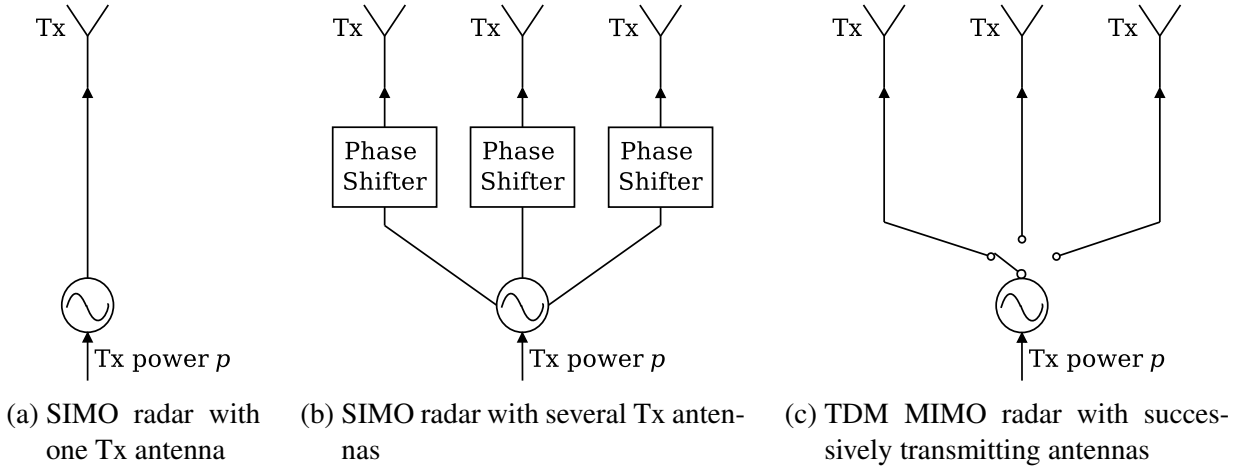 Tx
Tx
Tx
Tx
Tx
Tx
Tx
Phase
Shifter
Phase
Shifter
Phase
Shifter
Tx power p
Tx power p
Tx power p
(a) SIMO radar with
one Tx antenna
(b) SIMO radar with several Tx anten-
nas
(c) TDM MIMO radar with succes-
sively transmitting antennas